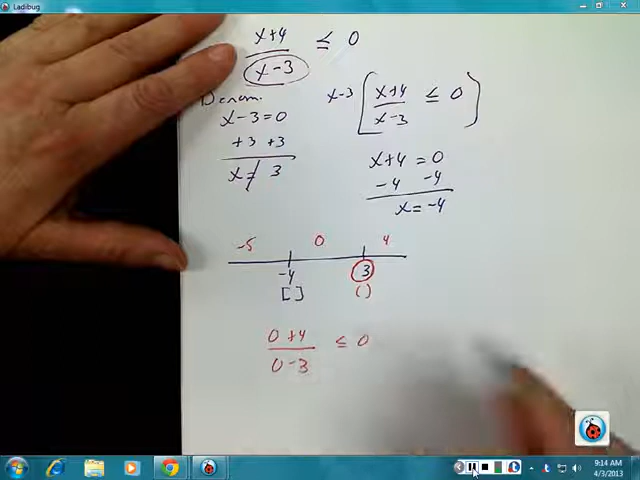 Ladibug
x+4 ≤ 0
x-3
Denom.
x-3=0
+3 +3
x≠ 3
x-3 [ x+4 ≤ 0 ]
x-3
x+4 =0
-4 -4
x=-4
-5 0 4
-4 3
[] ()
0+4 ≤ 0
0-3
9:14 AM
4/3/2013